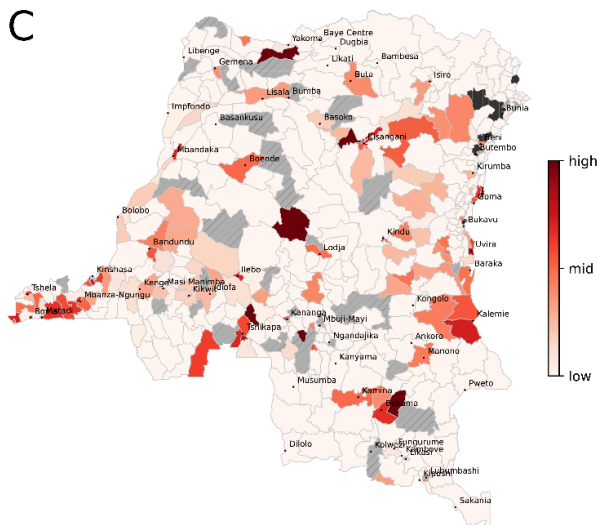 C
Yakoma
Baye Centre
Dugbia
Libenge
Gemena
Likati
Bambesa
Buta
Isiro
Lisala
Bumba
Impfondo
Basankusu
Basoko
Bunia
Kisangani
Beni
Butembo
Mbandaka
Boende
Kirumba
Goma
Bolobo
Bukavu
Kindu
Bandundu
Lodja
Uvira
Ilebo
Baraka
Kinshasa
Tshela
Kenge
Masi Manimba
Idiofa
Kikwit
Mbanza-Ngungu
Boma
Matadi
Kongolo
Kalemie
Kananga
Tshikapa
Mbuji-Mayi
Ngandajika
Ankoro
Manono
Kanyama
Musumba
Kamina
Pweto
Bukama
Dilolo
Kolwezi
Fungurume
Kambove
Likasi
Lubumbashi
Kipushi
Sakania
high
mid
low